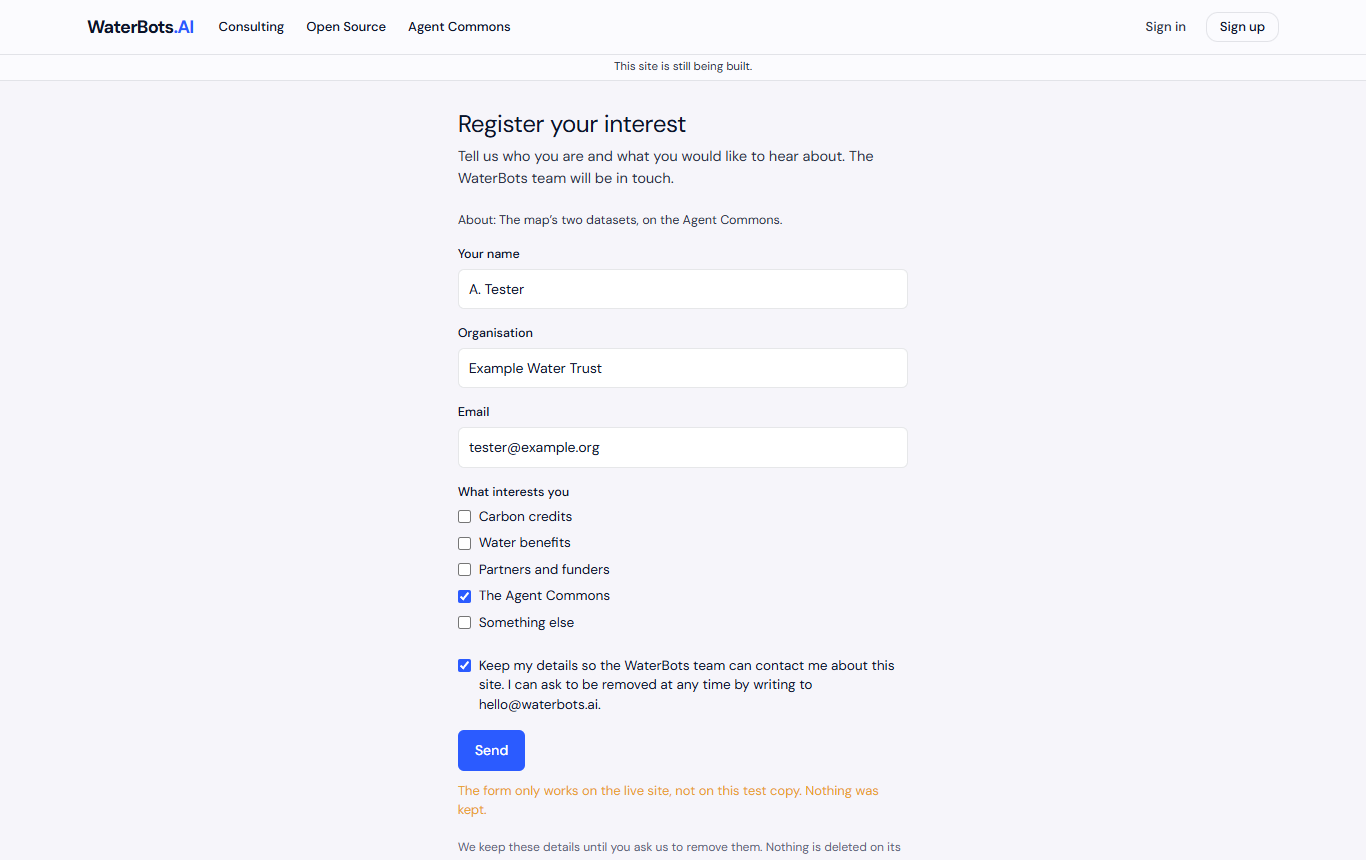 WaterBots.AI Consulting Open Source Agent Commons Sign in Sign up
This site is still being built.
Register your interest
Tell us who you are and what you would like to hear about. The
WaterBots team will be in touch.
About: The map’s two datasets, on the Agent Commons.
Your name
A. Tester
Organisation
Example Water Trust
Email
tester@example.org
What interests you
Carbon credits
Water benefits
Partners and funders
The Agent Commons
Something else
Keep my details so the WaterBots team can contact me about this
site. I can ask to be removed at any time by writing to
hello@waterbots.ai.
Send
The form only works on the live site, not on this test copy. Nothing was
kept.
We keep these details until you ask us to remove them. Nothing is deleted on its